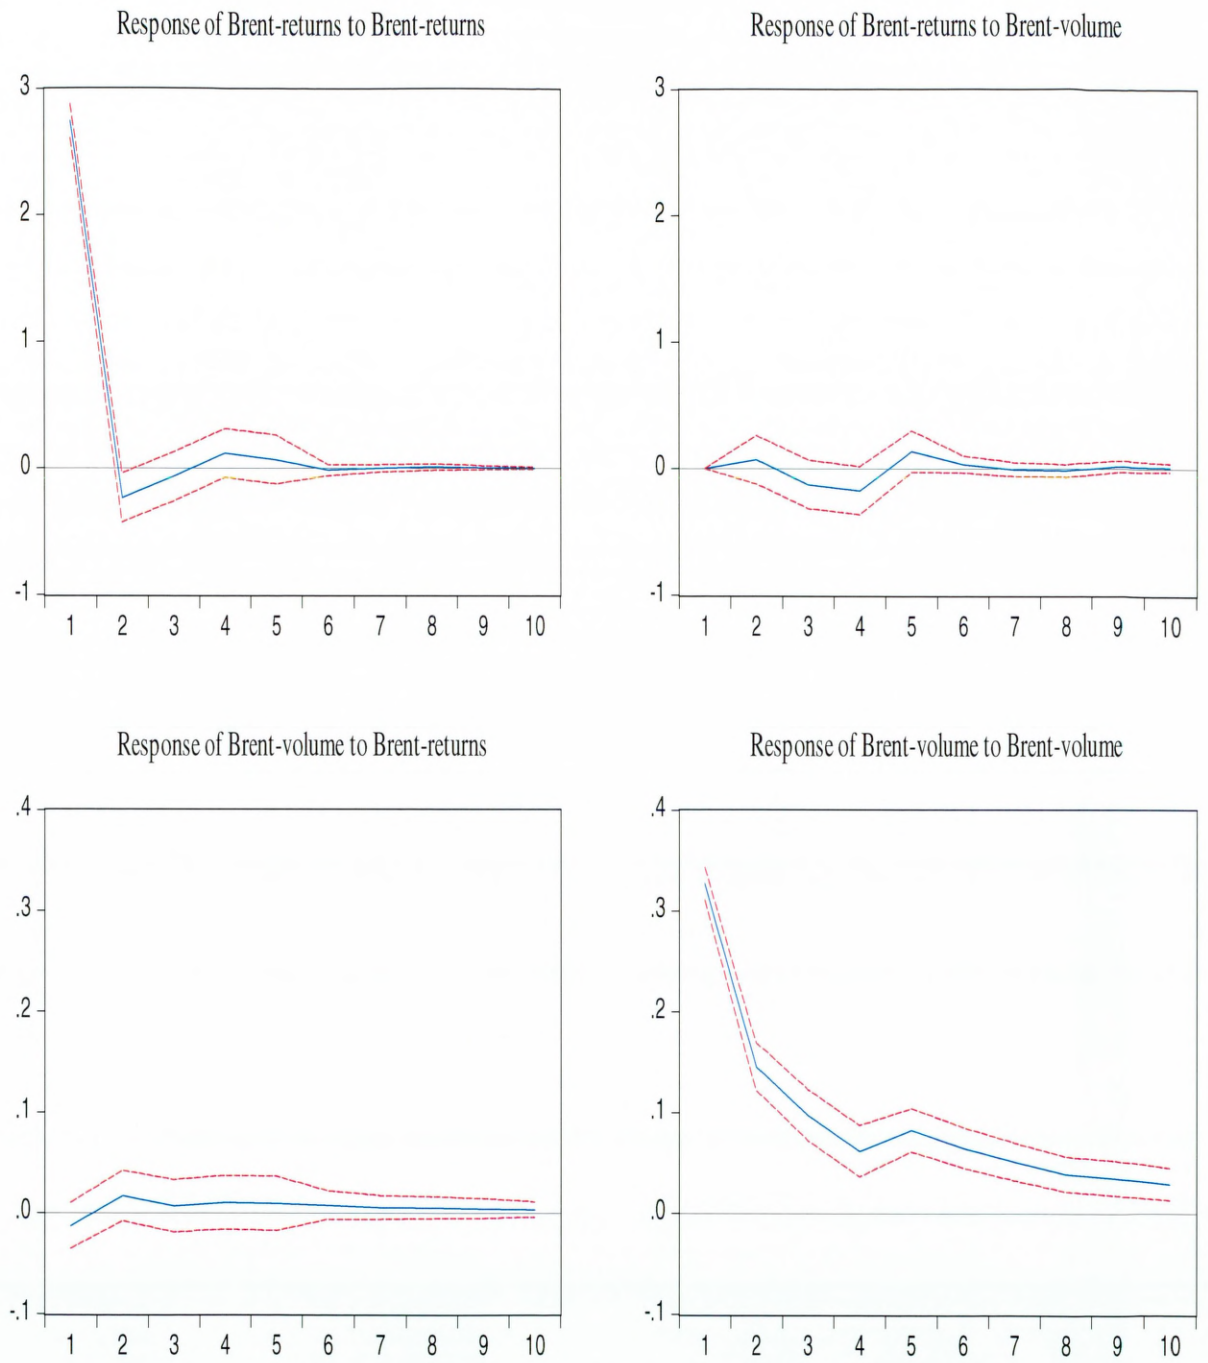 Response of Brent-returns to Brent-returns
Response of Brent-returns to Brent-volume
3
2
1
0
-1
1 2 3 4 5 6 7 8 9 10
3
2
1
0
-1
1 2 3 4 5 6 7 8 9 10
Response of Brent-volume to Brent-returns
Response of Brent-volume to Brent-volume
.4
.3
.2
.1
.0
-.1
1 2 3 4 5 6 7 8 9 10
.4
.3
.2
.1
.0
-.1
1 2 3 4 5 6 7 8 9 10